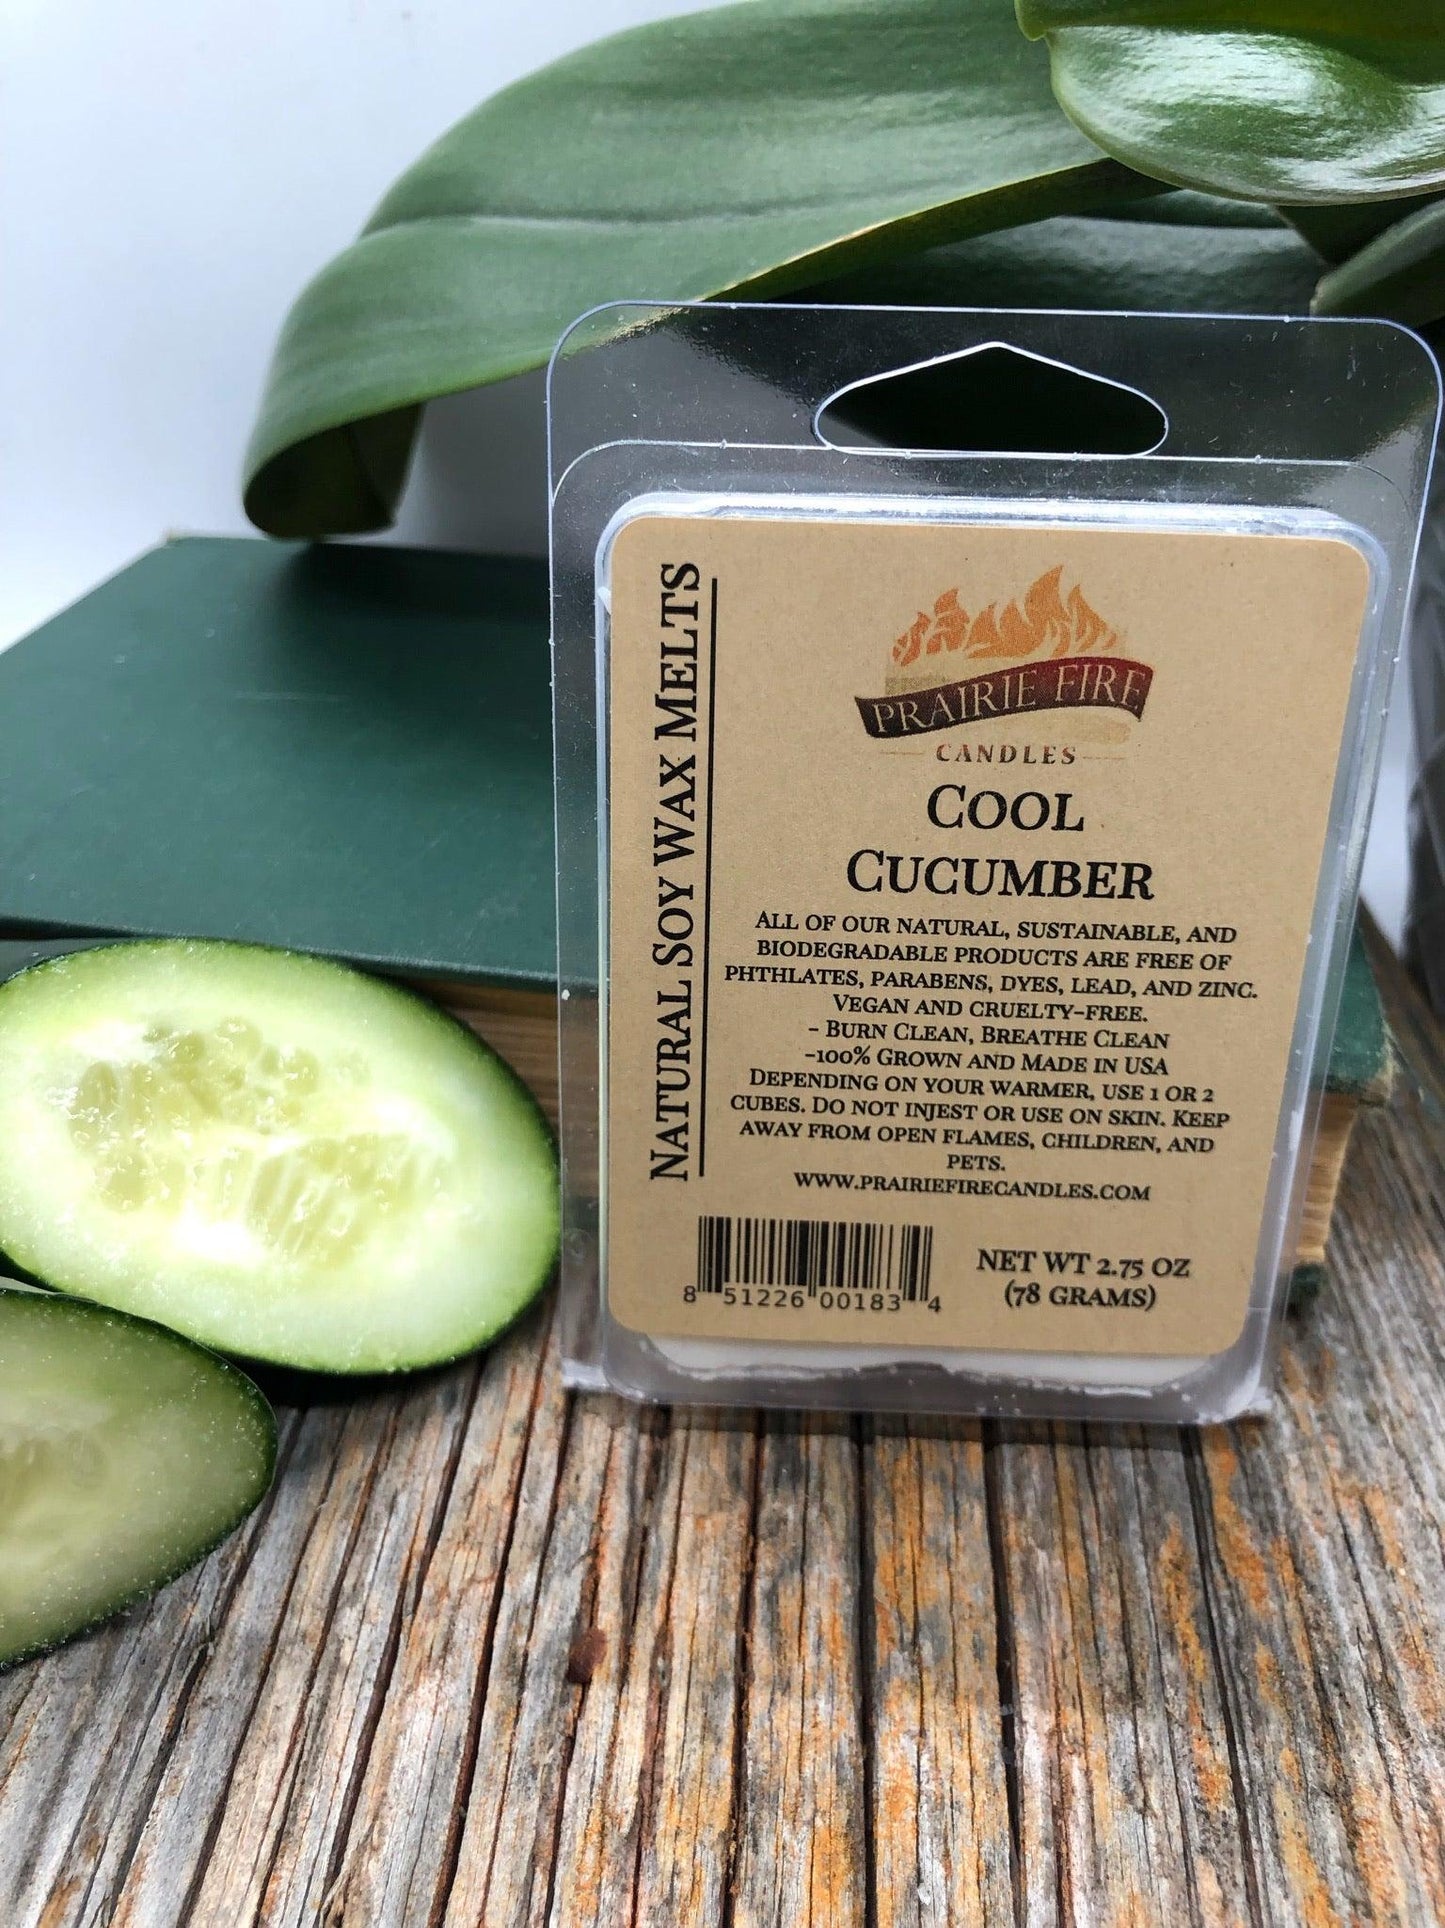 Natural Soy Wax Melts
PRAIRIE FIRE
CANDLES
Cool
Cucumber
All of our natural, sustainable, and
biodegradable products are free of
phthlates, parabens, dyes, lead, and zinc.
Vegan and cruelty-free.
- Burn Clean, Breathe Clean
-100% Grown and Made in USA
Depending on your warmer, use 1 or 2
cubes. Do not injest or use on skin. Keep
away from open flames, children, and
pets.
www.prairiefirecandles.com
8 51226 00183 4
net wt 2.75 oz
(78 grams)